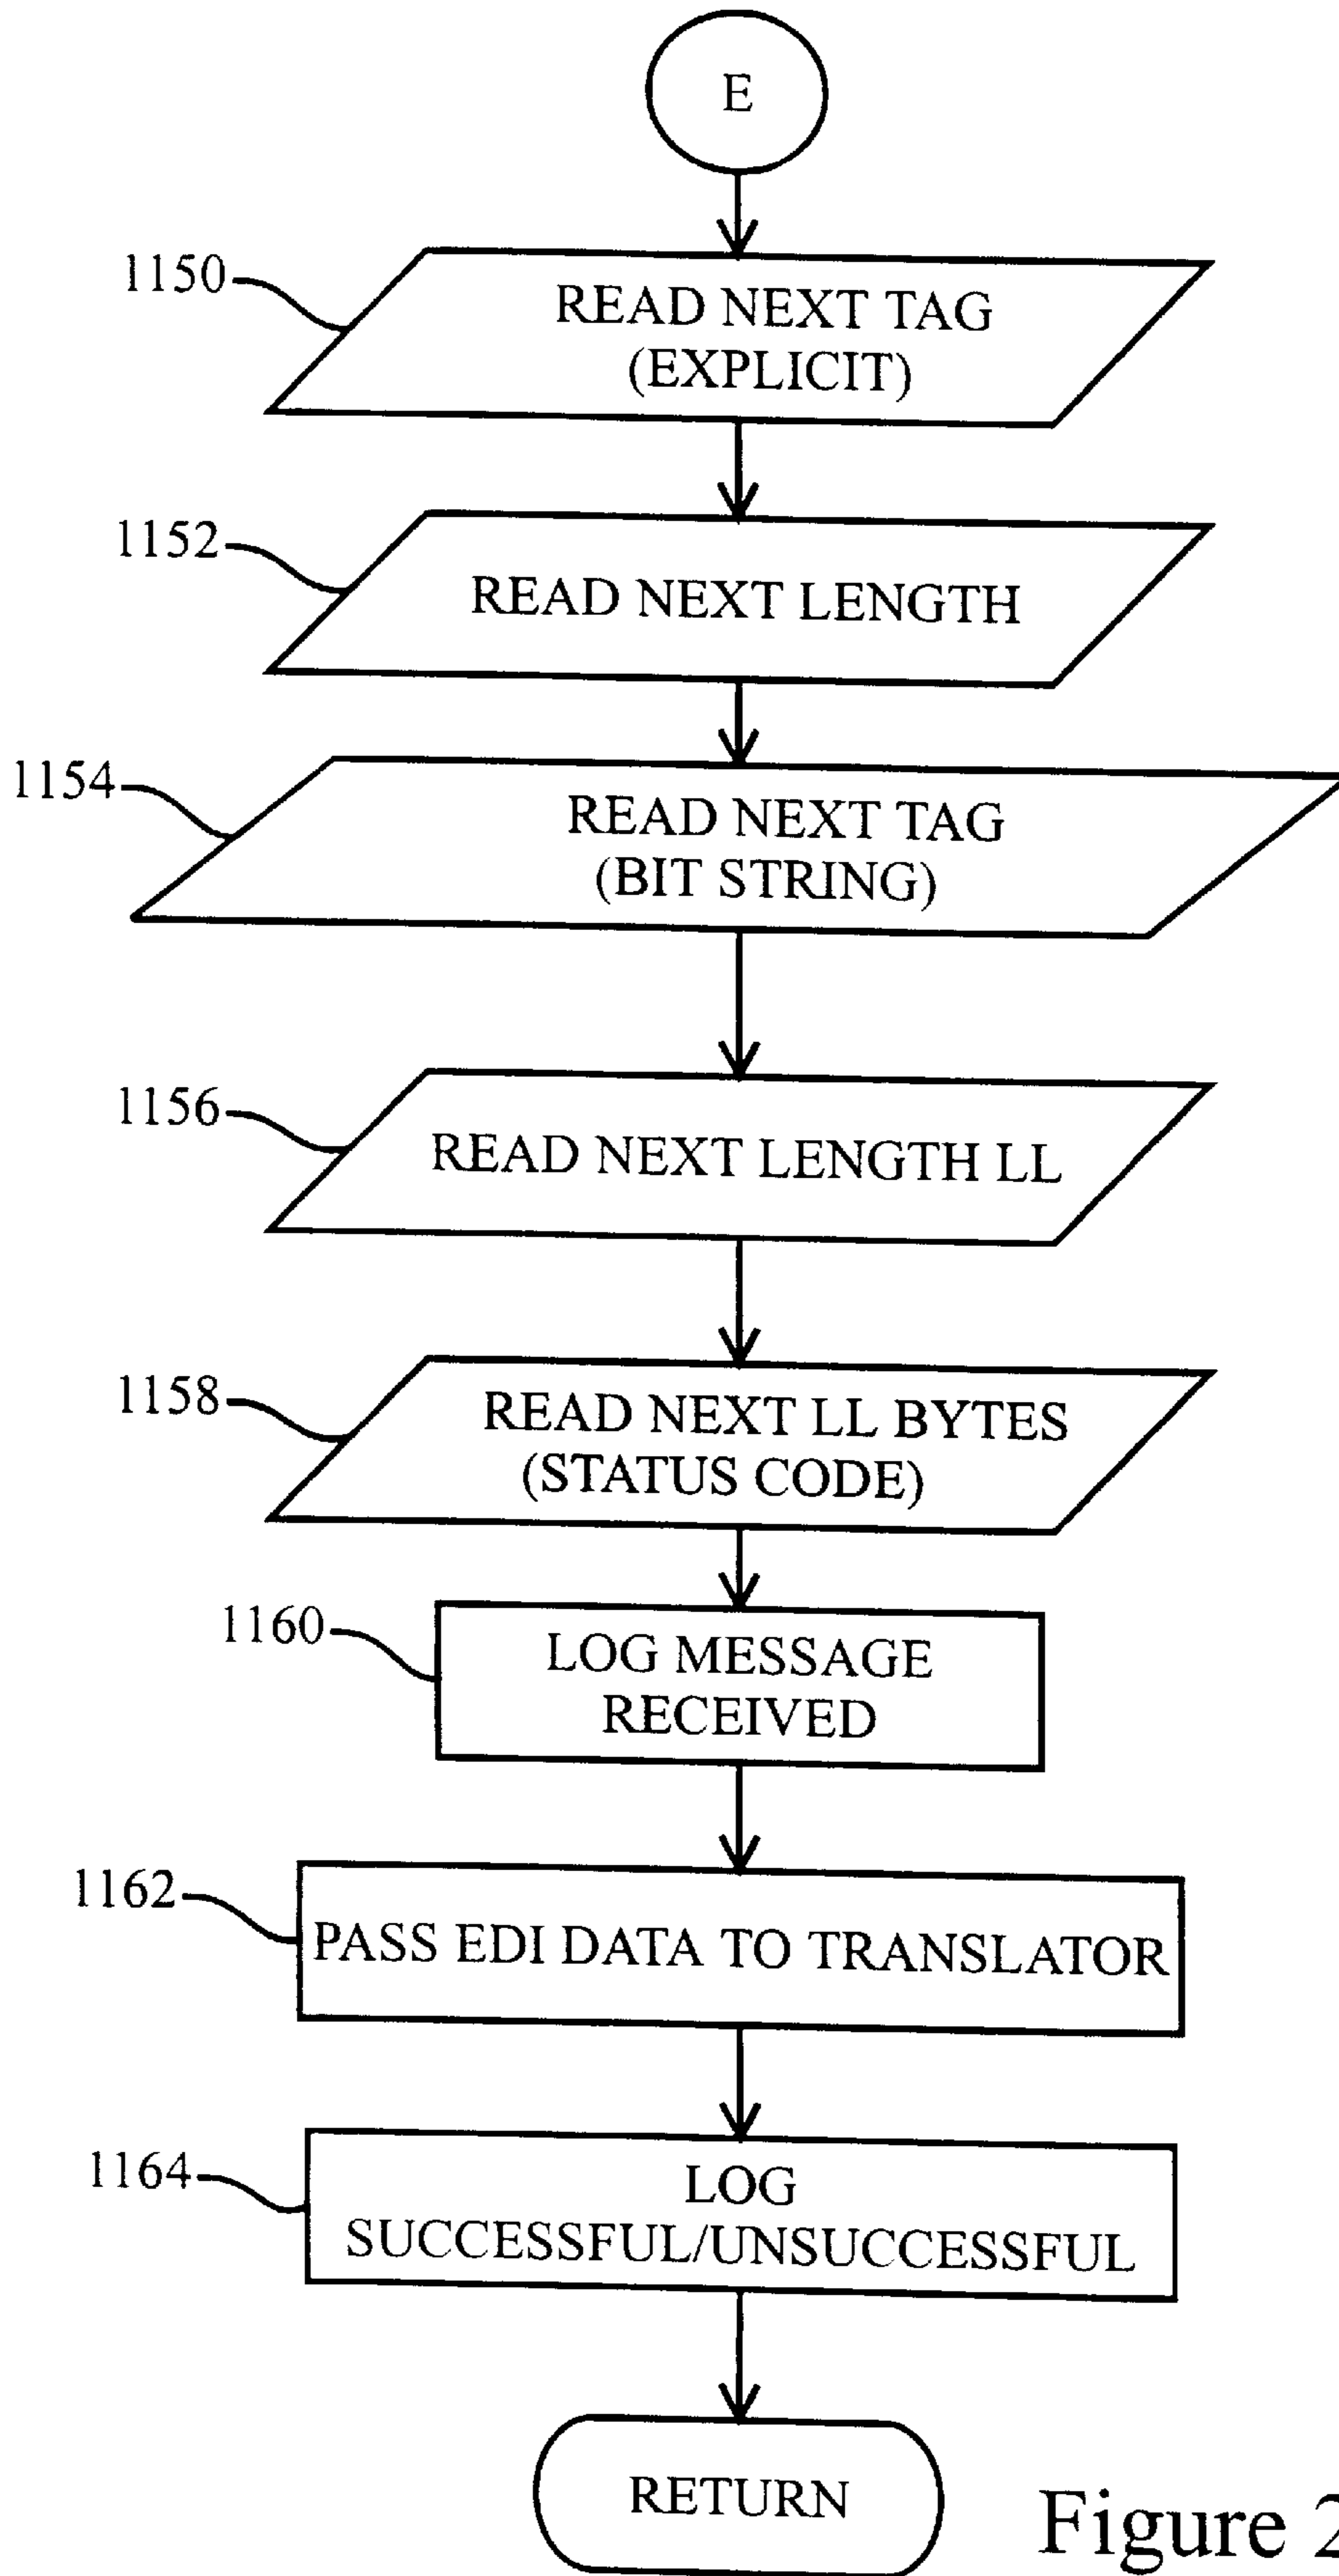 E
1150
READ NEXT TAG
(EXPLICIT)
1152
READ NEXT LENGTH
1154
READ NEXT TAG
(BIT STRING)
1156
READ NEXT LENGTH LL
1158
READ NEXT LL BYTES
(STATUS CODE)
1160
LOG MESSAGE
RECEIVED
1162
PASS EDI DATA TO TRANSLATOR
1164
LOG
SUCCESSFUL/UNSUCCESSFUL
RETURN
Figure 2